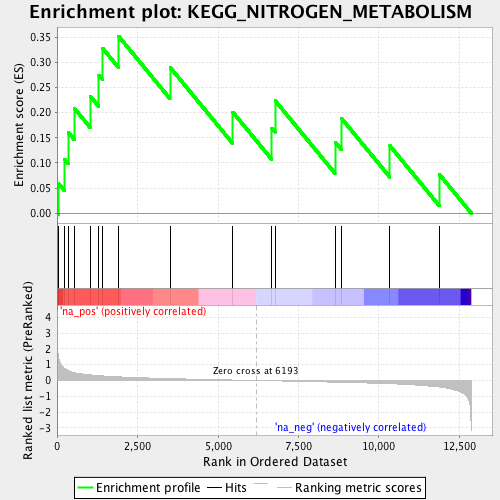 Enrichment plot: KEGG_NITROGEN_METABOLISM
Enrichment score (ES)
0.35
0.30
0.25
0.20
0.15
0.10
0.05
0.00
'na_pos' (positively correlated)
Ranked list metric (PreRanked)
4
3
2
1
0
-1
-2
-3
Zero cross at 6193
'na_neg' (negatively correlated)
0
2,500
5,000
7,500
10,000
12,500
Rank in Ordered Dataset
Enrichment profile
Hits
Ranking metric scores